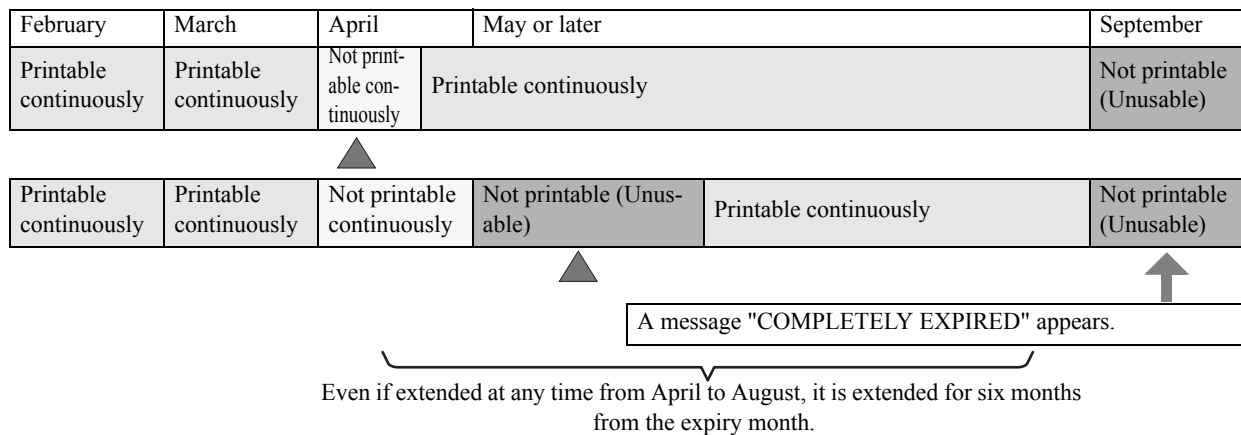 February March April May or later September
Printable continuously
Printable continuously
Not print-
able con-
tinuously
Printable continuously
Not printable
(Unusable)
Printable
continuously
Printable
continuously
Not printable
continuously
Not printable (Unus-
able)
Printable continuously
Not printable
(Unusable)
A message "COMPLETELY EXPIRED" appears.
Even if extended at any time from April to August, it is extended for six months
from the expiry month.